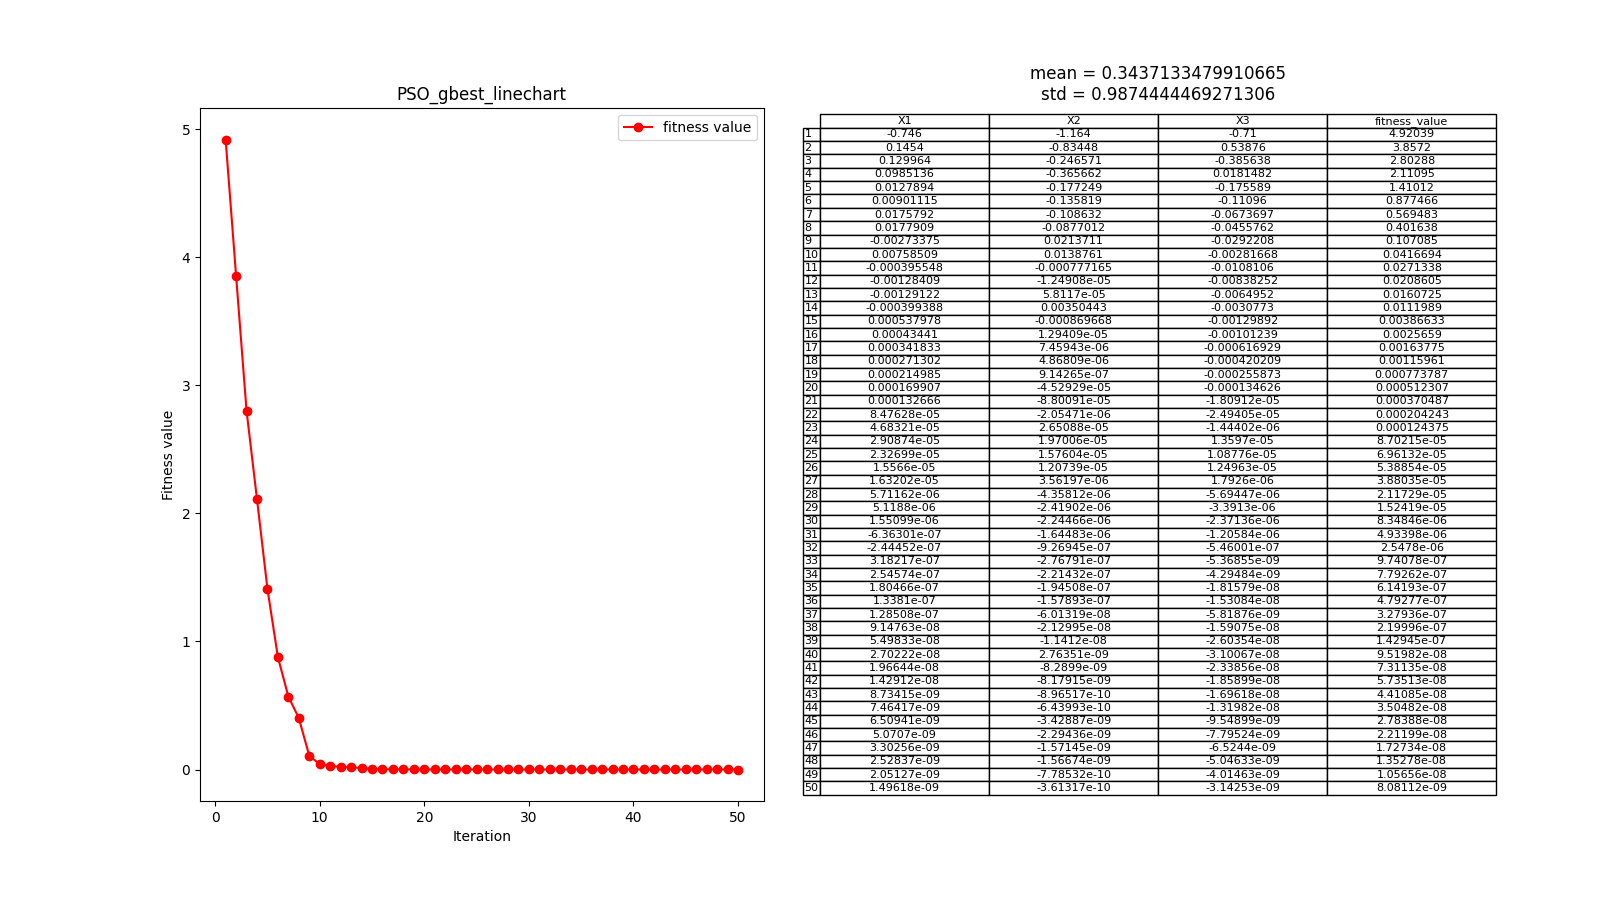 PSO_gbest_linechart
fitness value
5
4
3
2
1
0
Fitness value
0 10 20 30 40 50
Iteration
mean = 0.3437133479910665
std = 0.9874444469271306
X1 X2 X3 fitness_value
1 -0.746 -1.164 -0.71 4.92039
2 0.1454 -0.83448 0.53876 3.8572
3 0.129964 -0.246571 -0.385638 2.80288
4 0.0985136 -0.365662 0.0181482 2.11095
5 0.0127894 -0.177249 -0.175589 1.41012
6 0.00901115 -0.135819 -0.11096 0.877466
7 0.0175792 -0.108632 -0.0673697 0.569483
8 0.0177909 -0.0877012 -0.0455762 0.401638
9 -0.00273375 0.0213711 -0.0292208 0.107085
10 0.00758509 0.0138761 -0.00281668 0.0416694
11 -0.000395548 -0.000777165 -0.0108106 0.0271338
12 -0.00128409 -1.24908e-05 -0.00838252 0.0208605
13 -0.00129122 5.8117e-05 -0.0064952 0.0160725
14 -0.000399388 0.00350443 -0.0030773 0.0111989
15 0.000537978 -0.000869668 -0.00129892 0.00386633
16 0.00043441 1.29409e-05 -0.00101239 0.0025659
17 0.000341833 7.45943e-06 -0.000616929 0.00163775
18 0.000271302 4.86809e-06 -0.000420209 0.00115961
19 0.000214985 9.14265e-07 -0.000255873 0.000773787
20 0.000169907 -4.52929e-05 -0.000134626 0.000512307
21 0.000132666 -8.80091e-05 -1.80912e-05 0.000370487
22 8.47628e-05 -2.05471e-06 -2.49405e-05 0.000204243
23 4.68321e-05 2.65088e-05 -1.44402e-06 0.000124375
24 2.90874e-05 1.97006e-05 1.3597e-05 8.70215e-05
25 2.32699e-05 1.57604e-05 1.08776e-05 6.96132e-05
26 1.5566e-05 1.20739e-05 1.24963e-05 5.38854e-05
27 1.63202e-05 3.56197e-06 1.7926e-06 3.88035e-05
28 5.71162e-06 -4.35812e-06 -5.69447e-06 2.11729e-05
29 5.1188e-06 -2.41902e-06 -3.3913e-06 1.52419e-05
30 1.55099e-06 -2.24466e-06 -2.37136e-06 8.34846e-06
31 -6.36301e-07 -1.64483e-06 -1.20584e-06 4.93398e-06
32 -2.44452e-07 -9.26945e-07 -5.46001e-07 2.5478e-06
33 3.18217e-07 -2.76791e-07 -5.36855e-09 9.74078e-07
34 2.54574e-07 -2.21432e-07 -4.29484e-09 7.79262e-07
35 1.80466e-07 -1.94508e-07 -1.81579e-08 6.14193e-07
36 1.3381e-07 -1.57893e-07 -1.53084e-08 4.79277e-07
37 1.28508e-07 -6.01319e-08 -5.81876e-09 3.27936e-07
38 9.14763e-08 -2.12995e-08 -1.59075e-08 2.19996e-07
39 5.49833e-08 -1.1412e-08 -2.60354e-08 1.42945e-07
40 2.70222e-08 2.76351e-09 -3.10067e-08 9.51982e-08
41 1.96644e-08 -8.2899e-09 -2.33856e-08 7.31135e-08
42 1.42912e-08 -8.17915e-09 -1.85899e-08 5.73513e-08
43 8.73415e-09 -8.96517e-10 -1.69618e-08 4.41085e-08
44 7.46417e-09 -6.43993e-10 -1.31982e-08 3.50482e-08
45 6.50941e-09 -3.42887e-09 -9.54899e-09 2.78388e-08
46 5.0707e-09 -2.29436e-09 -7.79524e-09 2.21199e-08
47 3.30256e-09 -1.57145e-09 -6.5244e-09 1.72734e-08
48 2.52837e-09 -1.56674e-09 -5.04633e-09 1.35278e-08
49 2.05127e-09 -7.78532e-10 -4.01463e-09 1.05656e-08
50 1.49618e-09 -3.61317e-10 -3.14253e-09 8.08112e-09